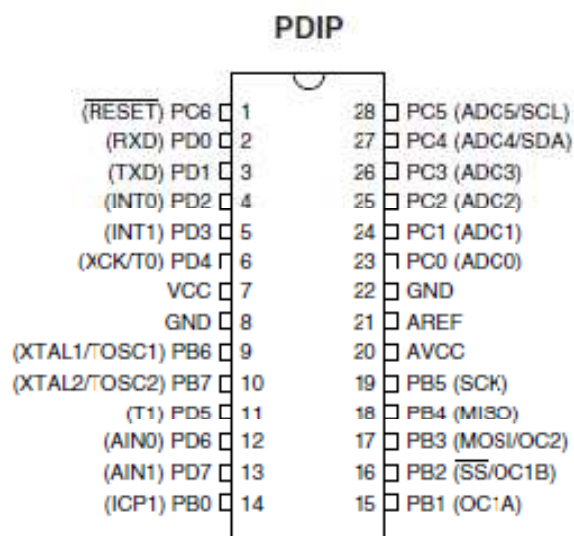 PDIP
(RESET) PC6 1 28 PC5 (ADC5/SCL)
(RXD) PD0 2 27 PC4 (ADC4/SDA)
(TXD) PD1 3 26 PC3 (ADC3)
(INT0) PD2 4 25 PC2 (ADC2)
(INT1) PD3 5 24 PC1 (ADC1)
(XCK/T0) PD4 6 23 PC0 (ADC0)
VCC 7 22 GND
GND 8 21 AREF
(XTAL1/TOSC1) PB6 9 20 AVCC
(XTAL2/TOSC2) PB7 10 19 PB5 (SCK)
(T1) PD5 11 18 PB4 (MISO)
(AIN0) PD6 12 17 PB3 (MOSI/OC2)
(AIN1) PD7 13 16 PB2 (SS/OC1B)
(ICP1) PB0 14 15 PB1 (OC1A)